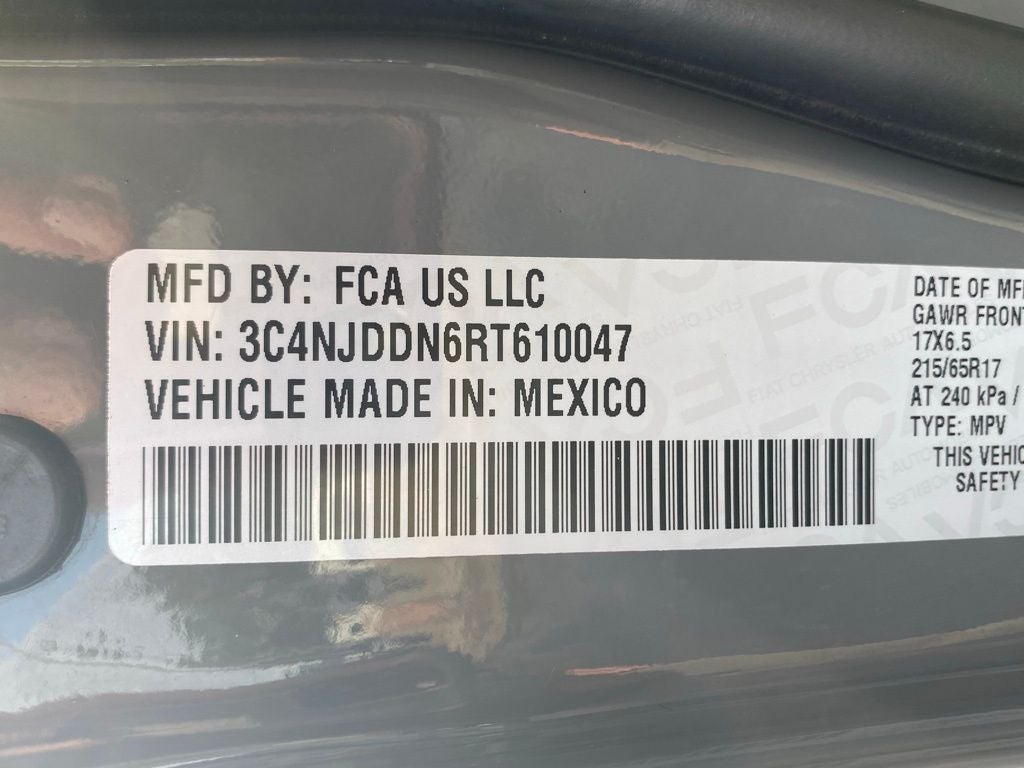 MFD BY: FCA US LLC
VIN: 3C4NJDDN6RT610047
VEHICLE MADE IN: MEXICO
DATE OF MF
GAWR FRONT
17X6.5
215/65R17
AT 240 kPa /
TYPE: MPV
THIS VEHIC
SAFETY